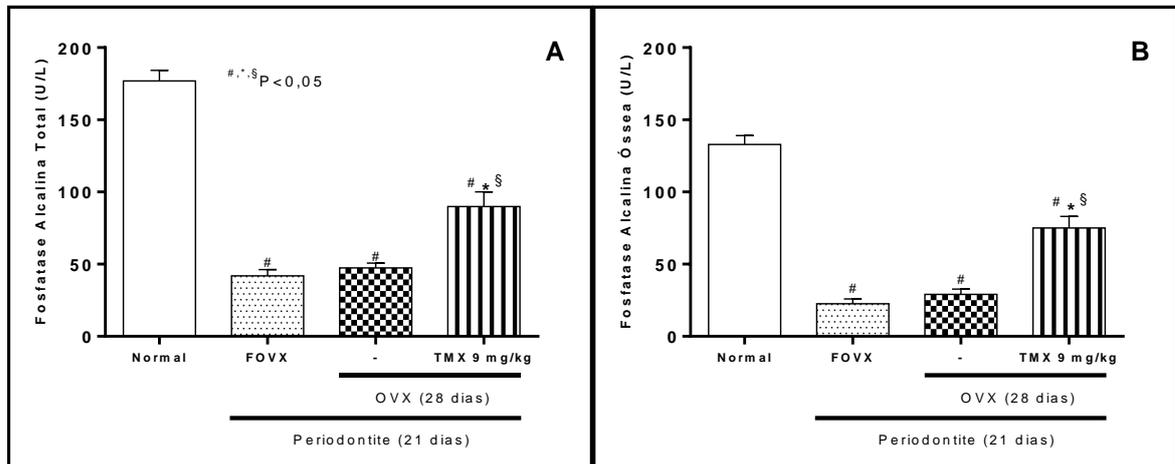 A
Fosfatase Alcalina Total (U/L)
200
150
100
50
0
#,*,§P<0,05
#
#
# * §
Normal FOVX - TMX 9 mg/kg
OVX (28 dias)
Periodontite (21 dias)
B
Fosfatase Alcalina Óssea (U/L)
200
150
100
50
0
#
#
# * §
Normal FOVX - TMX 9 mg/kg
OVX (28 dias)
Periodontite (21 dias)